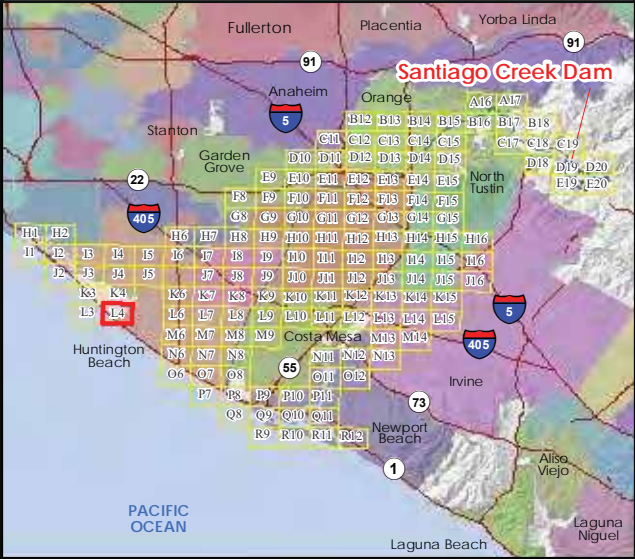 Fullerton
Placentia
Yorba Linda
91
91
Santiago Creek Dam
Anaheim
Orange
5
A16 A17
B12 B13 B14 B15 B16 B17 B18
Stanton
C11 C12 C13 C14 C15 C17 C18 C19
Garden
Grove
D10 D11 D12 D13 D14 D15 D18 D19 D20
22
E9 E10 E11 E12 E13 E14 E15 E19 E20
North
Tustin
F8 F9 F10 F11 F12 F13 F14 F15
405
G8 G9 G10 G11 G12 G13 G14 G15
H1 H2 H6 H7 H8 H9 H10 H11 H12 H13 H14 H15 H16
I1 I2 I3 I4 I5 I6 I7 I8 I9 I10 I11 I12 I13 I14 I15 I16
J2 J3 J4 J5 J7 J8 J9 J10 J11 J12 J13 J14 J15 J16
K3 K4 K6 K7 K8 K9 K10 K11 K12 K13 K14 K15
L3 L4 L6 L7 L8 L9 L10 L11 L12 L13 L14 L15
5
M6 M7 M8 M9 Costa Mesa M13 M14
405
Huntington
Beach
N6 N7 N8 N11 N12 N13
55
O6 O7 O8 O11 O12
Irvine
P7 P8 P9 P10 P11
73
Q8 Q9 Q10 Q11
Newport
Beach
R9 R10 R11 R12
1
Aliso
Viejo
PACIFIC
OCEAN
Laguna
Niguel
Laguna Beach